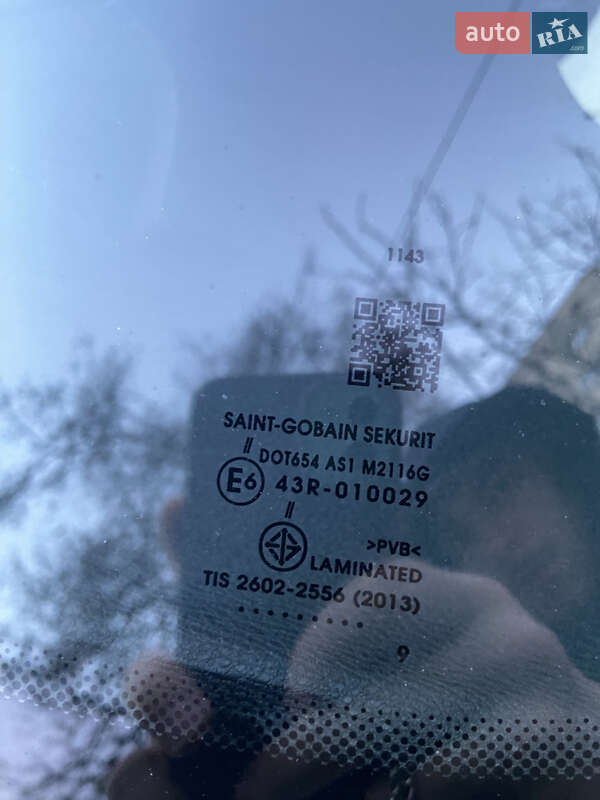 auto RIA .com
1143
SAINT-GOBAIN SEKURIT
//
DOT654 AS1 M2116G
E6 43R-010029
//
>PVB<
LAMINATED
TIS 2602-2556 (2013)
.........
9